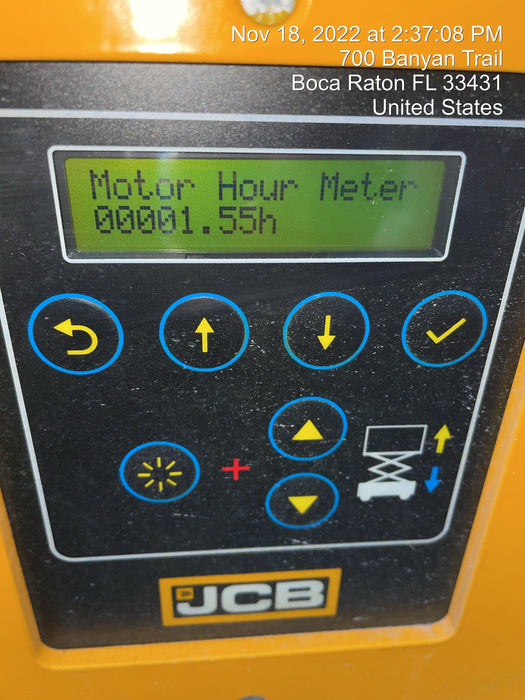 Nov 18, 2022 at 2:37:08 PM
700 Banyan Trail
Boca Raton FL 33431
United States
Motor Hour Meter
00001.55h
JCB